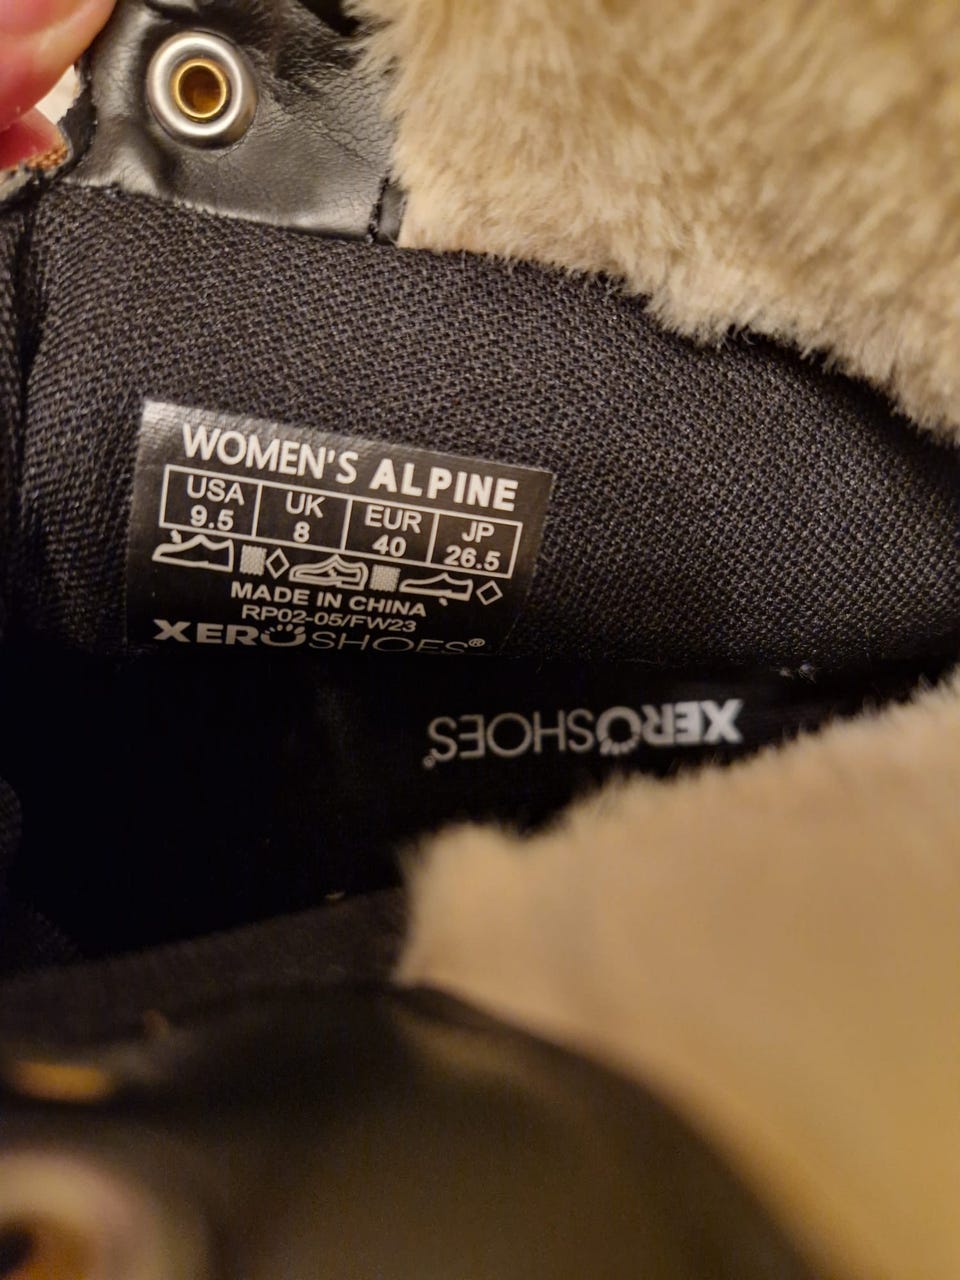 WOMEN'S ALPINE
USA UK EUR JP
9.5 8 40 26.5
MADE IN CHINA
RP02-05/FW23
XEROSHOES®
XEROSHOES®